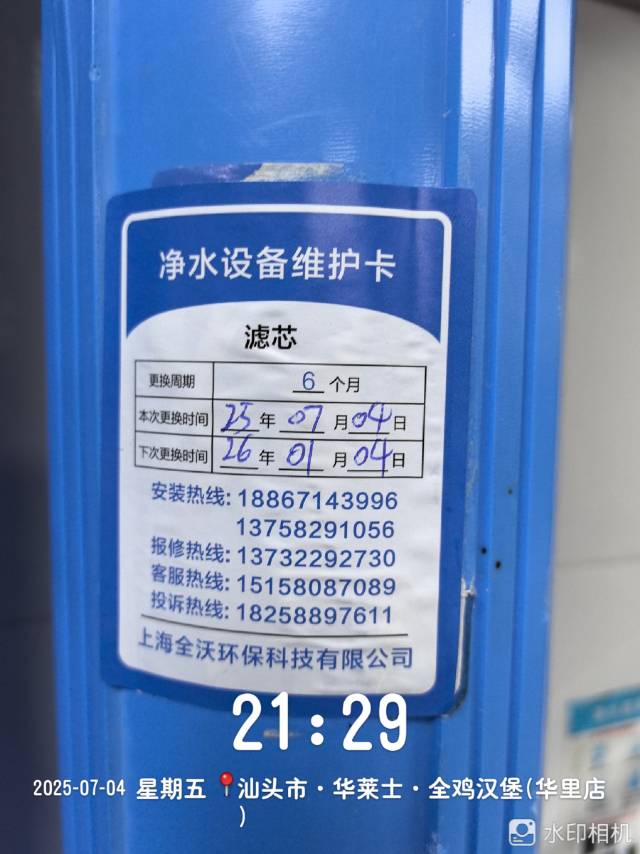 净水设备维护卡
滤芯
更换周期 6 个月
本次更换时间 25 年 07 月 04 日
下次更换时间 26 年 01 月 04 日
安装热线: 18867143996
13758291056
报修热线: 13732292730
客服热线: 15158087089
投诉热线: 18258897611
上海全沃环保科技有限公司
21:29
2025-07-04 星期五 📍汕头市·华莱士·全鸡汉堡(华里店
)
水印相机